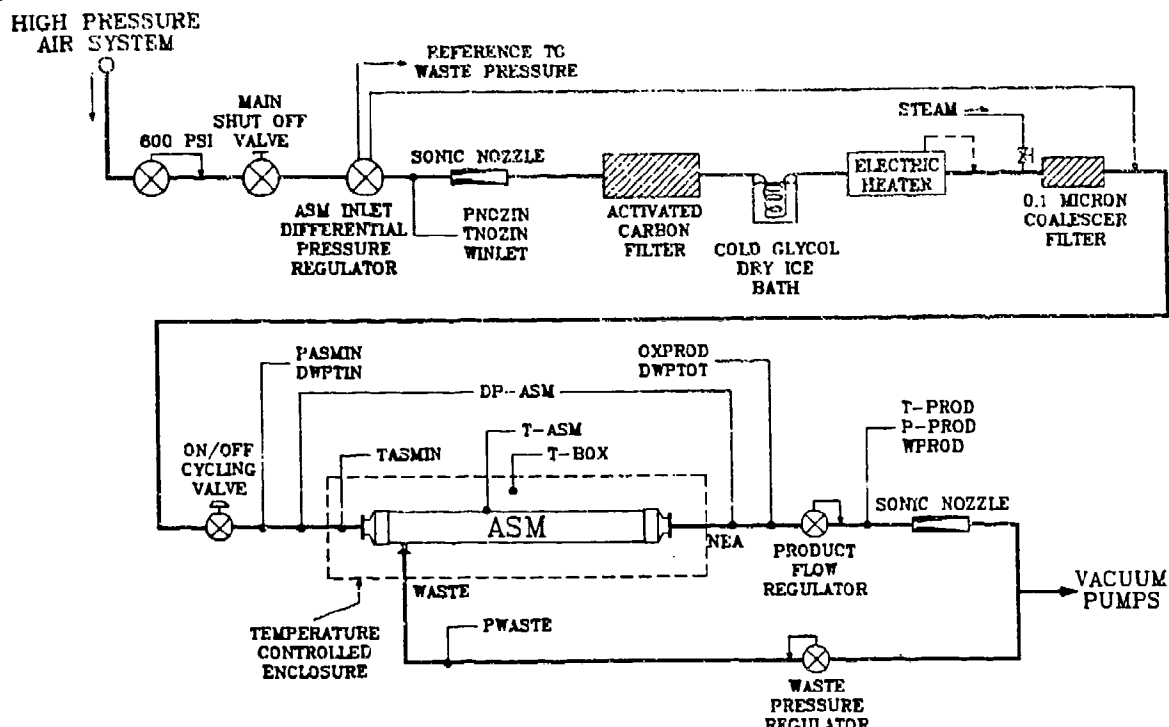 HIGH PRESSURE
AIR SYSTEM
REFERENCE TO
WASTE PRESSURE
600 PSI
MAIN
SHUT OFF
VALVE
SONIC NOZZLE
STEAM
ELECTRIC
HEATER
ASM INLET
DIFFERENTIAL
PRESSURE
REGULATOR
PNOZIN
TNOZIN
WINLET
ACTIVATED
CARBON
FILTER
COLD GLYCOL
DRY ICE
BATH
0.1 MICRON
COALESCER
FILTER
PASMIN
DWPTIN
OXPROD
DWPTOT
DP-ASM
T-ASM
T-BOX
T-PROD
P-PROD
WPROD
ON/OFF
CYCLING
VALVE
TASMIN
ASM
SONIC NOZZLE
NEA
PRODUCT
FLOW
REGULATOR
WASTE
VACUUM
PUMPS
TEMPERATURE
CONTROLLED
ENCLOSURE
PWASTE
WASTE
PRESSURE
REGULATOR